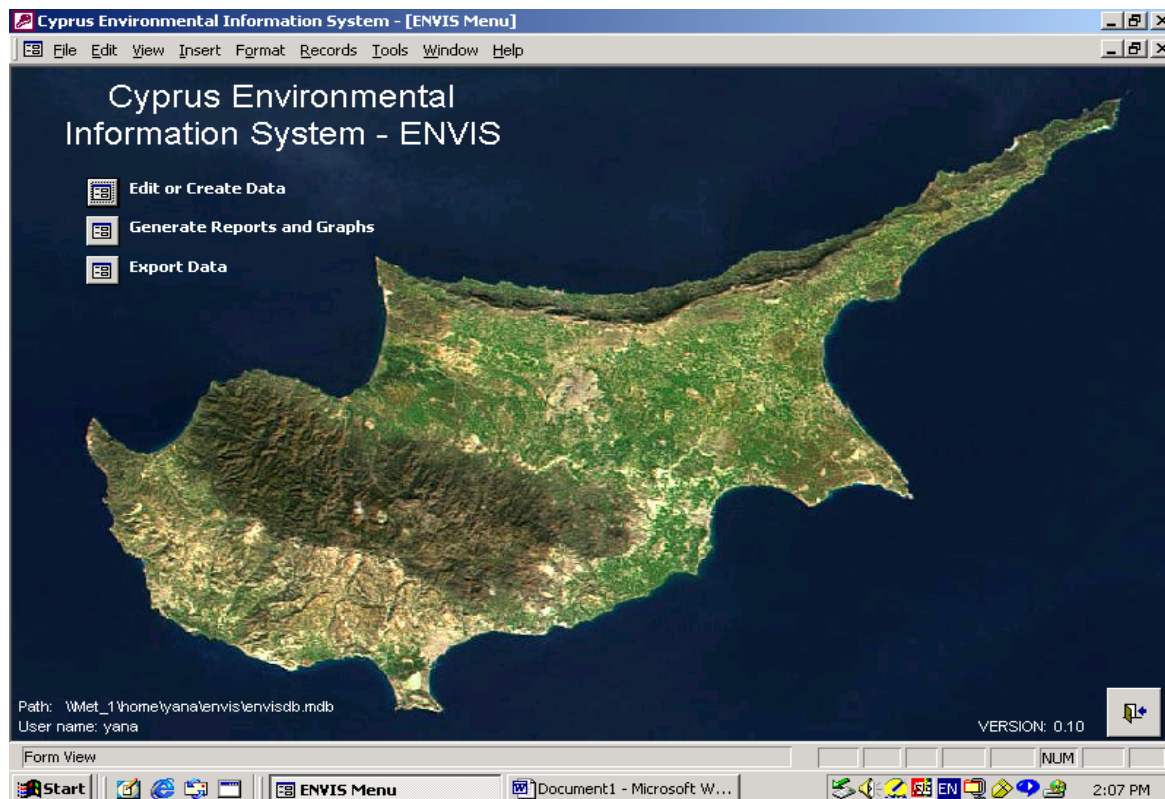 Cyprus Environmental Information System - [ENVIS Menu]
File Edit View Insert Format Records Tools Window Help
Cyprus Environmental
Information System - ENVIS
Edit or Create Data
Generate Reports and Graphs
Export Data
Path: \\Met_1\home\yana\envis\envisdb.mdb
User name: yana
VERSION: 0.10
Form View
NUM
Start
ENVIS Menu
Document1 - Microsoft W...
EN
2:07 PM